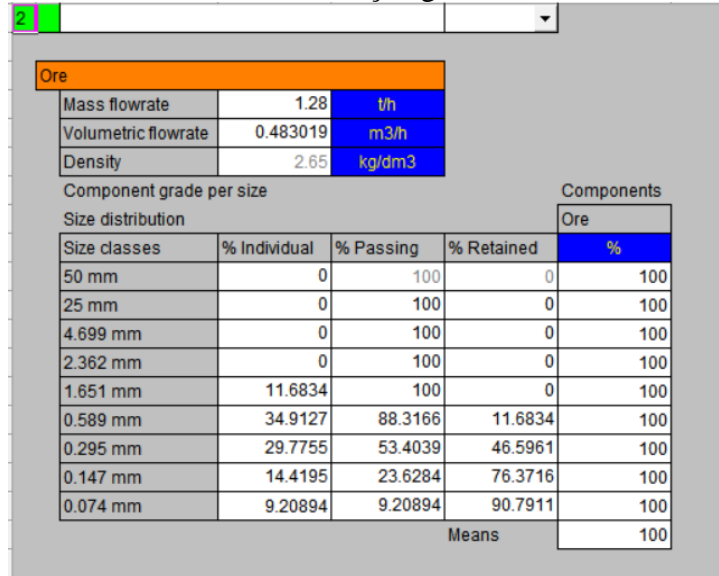 2
Ore
Mass flowrate 1.28 t/h
Volumetric flowrate 0.483019 m3/h
Density 2.65 kg/dm3
Component grade per size Components
Size distribution Ore
Size classes % Individual % Passing % Retained %
50 mm 0 100 0 100
25 mm 0 100 0 100
4.699 mm 0 100 0 100
2.362 mm 0 100 0 100
1.651 mm 11.6834 100 0 100
0.589 mm 34.9127 88.3166 11.6834 100
0.295 mm 29.7755 53.4039 46.5961 100
0.147 mm 14.4195 23.6284 76.3716 100
0.074 mm 9.20894 9.20894 90.7911 100
Means 100